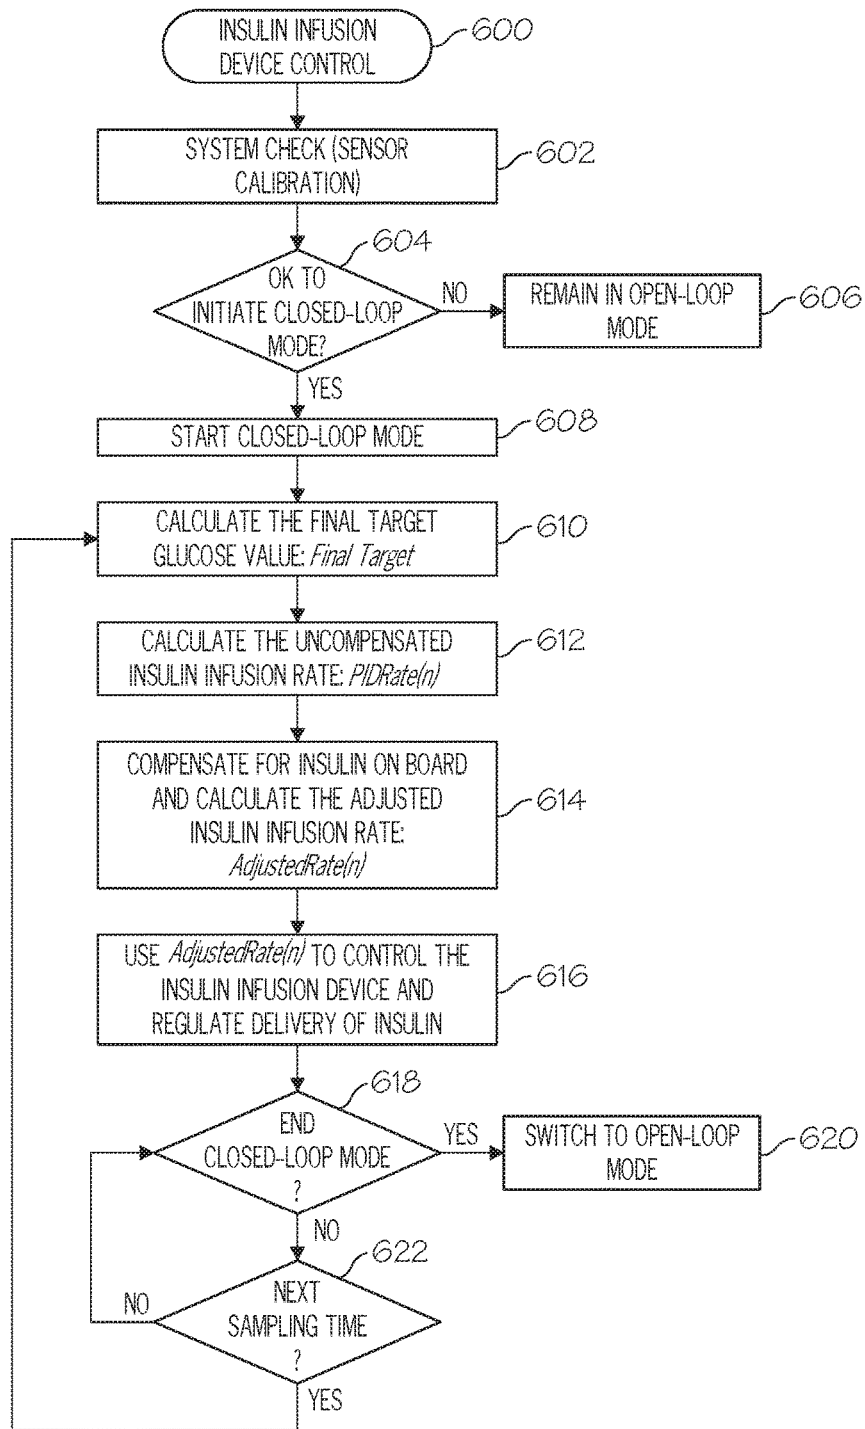 INSULIN INFUSION
DEVICE CONTROL
600
SYSTEM CHECK (SENSOR
CALIBRATION)
602
604
OK TO
INITIATE CLOSED-LOOP
MODE?
NO
REMAIN IN OPEN-LOOP
MODE
606
YES
START CLOSED-LOOP MODE
608
CALCULATE THE FINAL TARGET
GLUCOSE VALUE: Final Target
610
CALCULATE THE UNCOMPENSATED
INSULIN INFUSION RATE: PIDRate(n)
612
COMPENSATE FOR INSULIN ON BOARD
AND CALCULATE THE ADJUSTED
INSULIN INFUSION RATE:
AdjustedRate(n)
614
USE AdjustedRate(n) TO CONTROL THE
INSULIN INFUSION DEVICE AND
REGULATE DELIVERY OF INSULIN
616
618
END
CLOSED-LOOP MODE
?
YES
SWITCH TO OPEN-LOOP
MODE
620
NO
622
NEXT
SAMPLING TIME
?
NO
YES